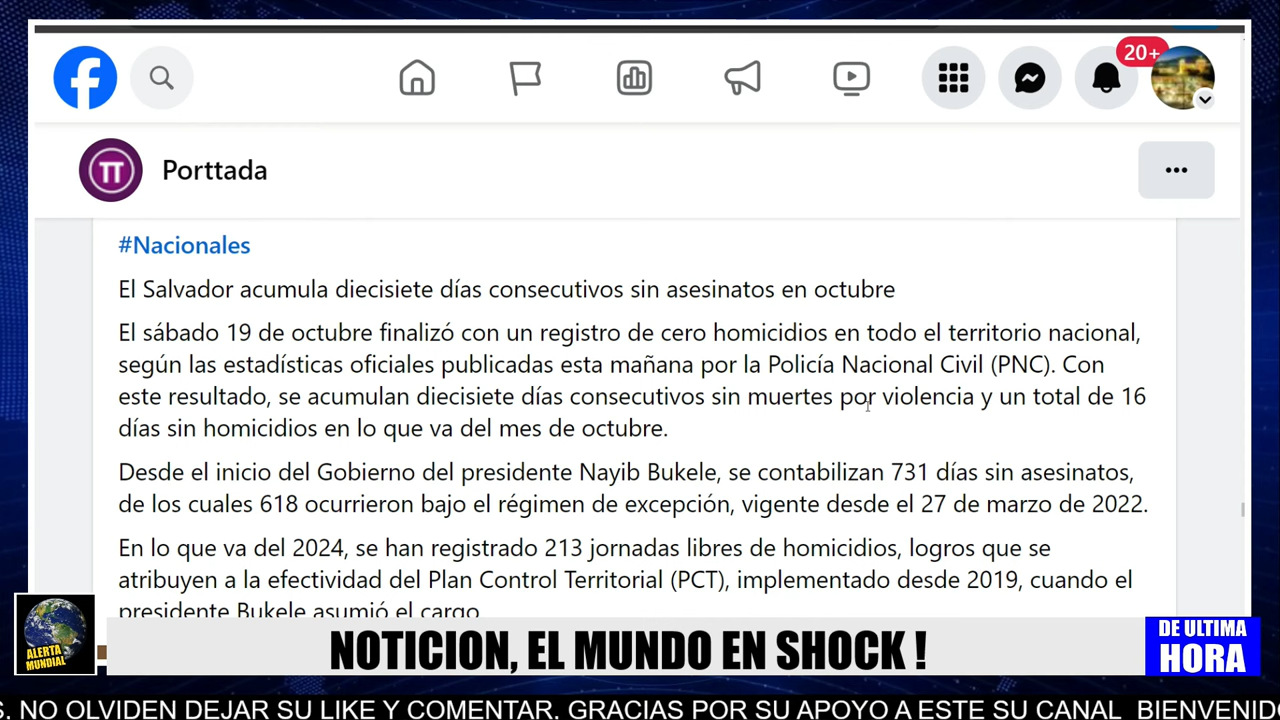 20+
Porttada
#Nacionales
El Salvador acumula diecisiete días consecutivos sin asesinatos en octubre
El sábado 19 de octubre finalizó con un registro de cero homicidios en todo el territorio nacional,
según las estadísticas oficiales publicadas esta mañana por la Policía Nacional Civil (PNC). Con
este resultado, se acumulan diecisiete días consecutivos sin muertes por violencia y un total de 16
días sin homicidios en lo que va del mes de octubre.
Desde el inicio del Gobierno del presidente Nayib Bukele, se contabilizan 731 días sin asesinatos,
de los cuales 618 ocurrieron bajo el régimen de excepción, vigente desde el 27 de marzo de 2022.
En lo que va del 2024, se han registrado 213 jornadas libres de homicidios, logros que se
atribuyen a la efectividad del Plan Control Territorial (PCT), implementado desde 2019, cuando el
presidente Bukele asumió el cargo.
ALERTA
MUNDIAL
NOTICION, EL MUNDO EN SHOCK !
DE ULTIMA
HORA
S. NO OLVIDEN DEJAR SU LIKE Y COMENTAR. GRACIAS POR SU APOYO A ESTE SU CANAL BIENVENID